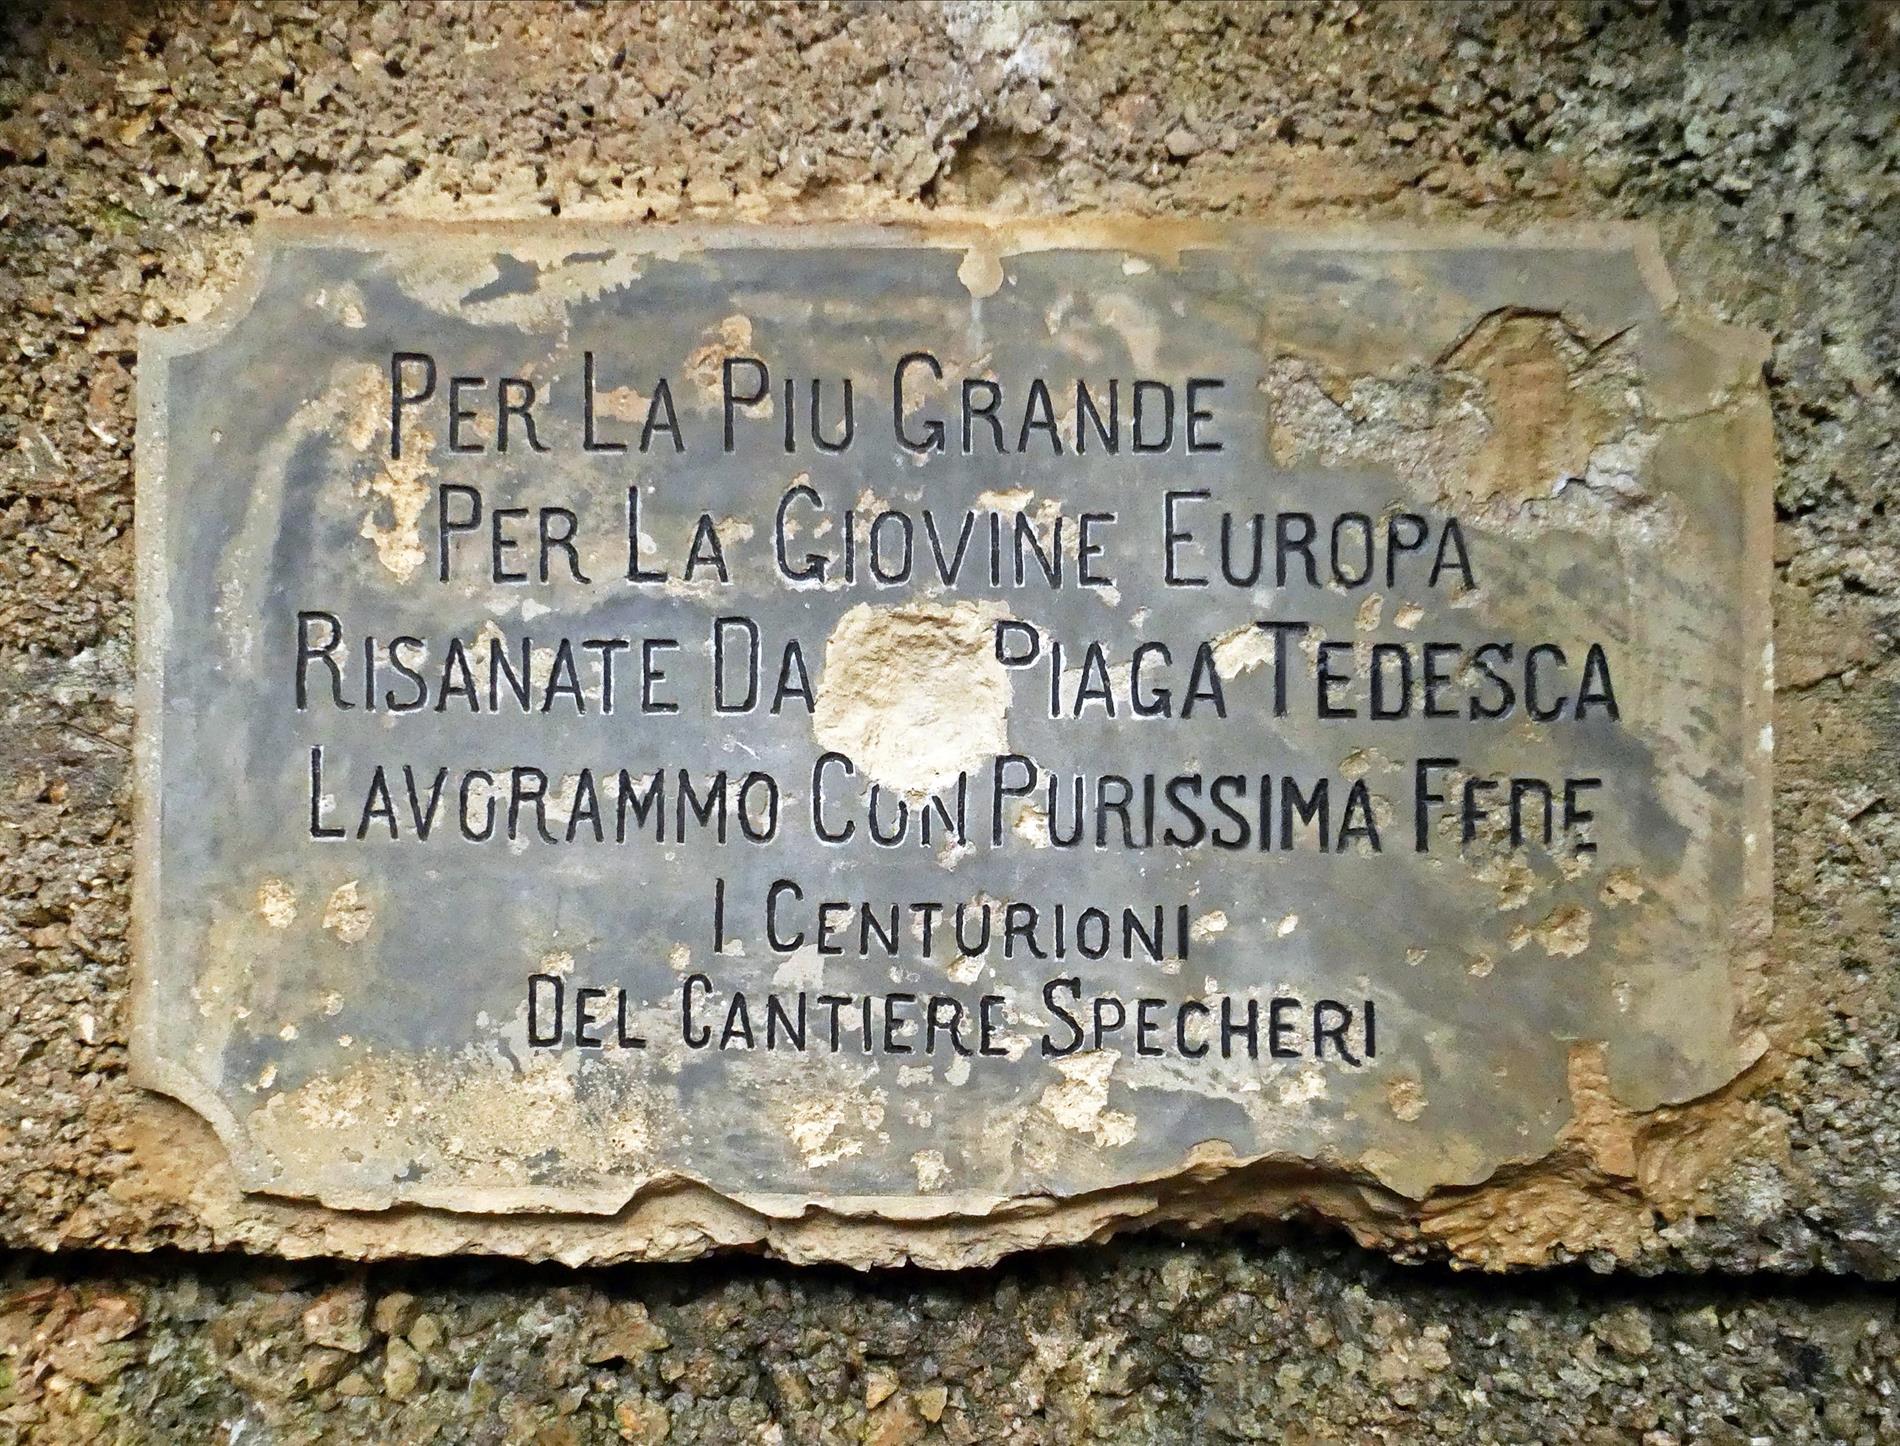 PER LA PIU GRANDE
PER LA GIOVINE EUROPA
RISANATE DA PIAGA TEDESCA
LAVORAMMO CON PURISSIMA FEDE
I CENTURIONI
DEL CANTIERE SPECHERI